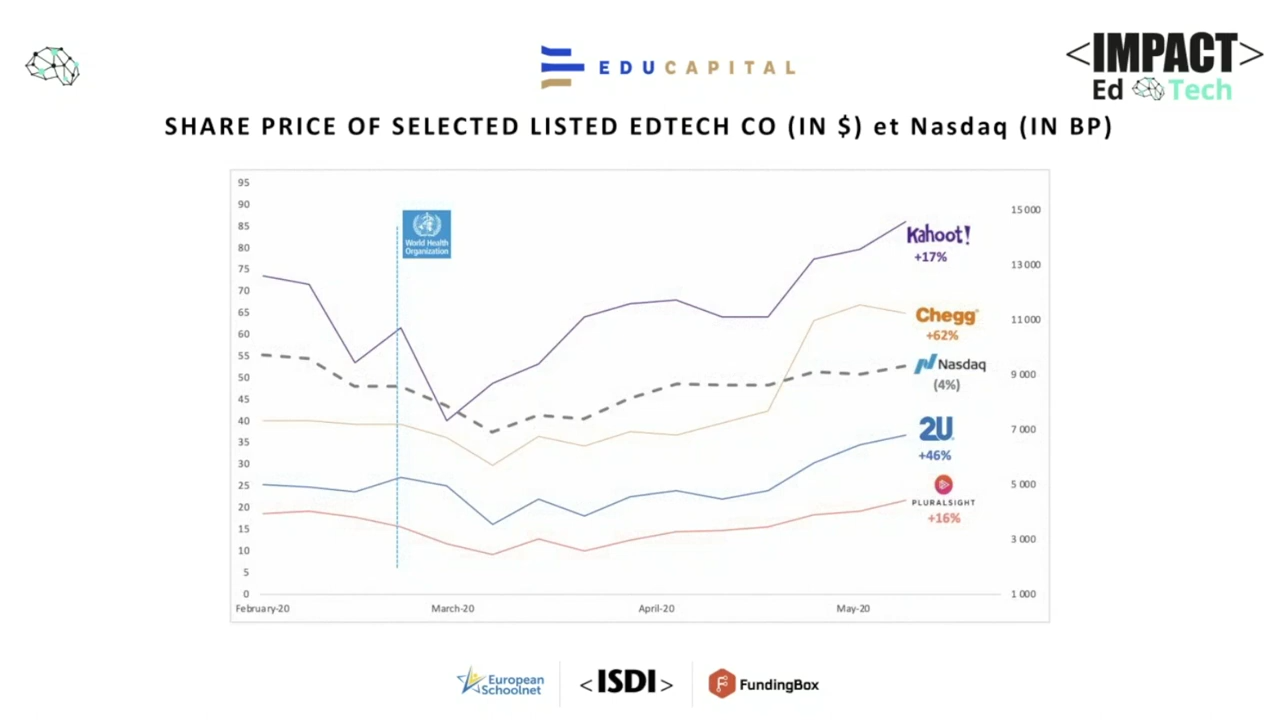 EDUCAPITAL
<IMPACT>
Ed Tech
SHARE PRICE OF SELECTED LISTED EDTECH CO (IN $) et Nasdaq (IN BP)
95
90
85
80
75
70
65
60
55
50
45
40
35
30
25
20
15
10
5
0
World Health
Organization
Kahoot!
+17%
Chegg
+62%
Nasdaq
(4%)
2U
+46%
PLURALSIGHT
+16%
15 000
13 000
11 000
9 000
7 000
5 000
3 000
1 000
February-20 March-20 April-20 May-20
European
Schoolnet
<ISDI>
FundingBox